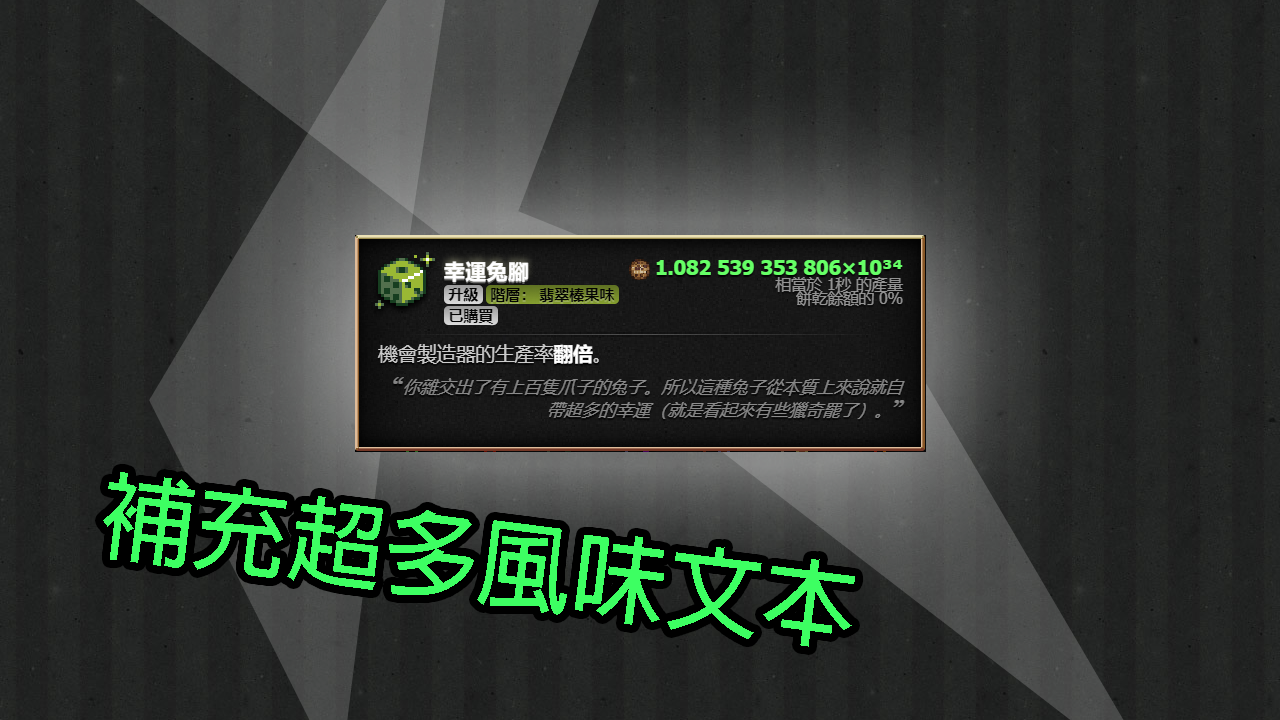 幸運兔腳
1.082 539 353 806×10³⁴
升級 階層： 翡翠榛果味
相當於 1秒 的產量
餅乾餘額的 0%
已購買
機會製造器的生產率翻倍。
“你雜交出了有上百隻爪子的兔子。所以這種兔子從本質上來說就自
帶超多的幸運（就是看起來有些獵奇罷了）。”
補充超多風味文本